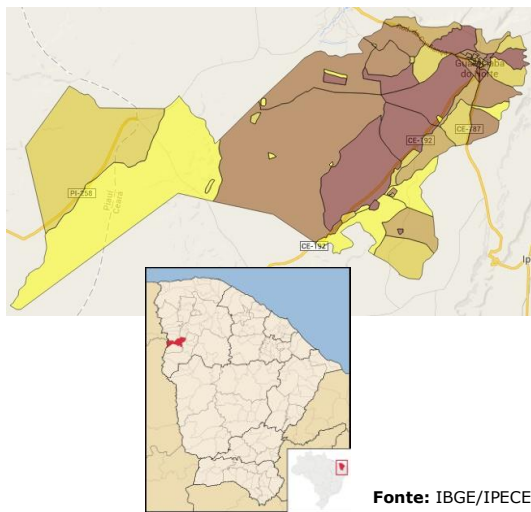 Guaraciaba
do Norte
CE-187
CE-192
PI-258
Piauí
Ceará
CE-192
Ip
Fonte: IBGE/IPECE